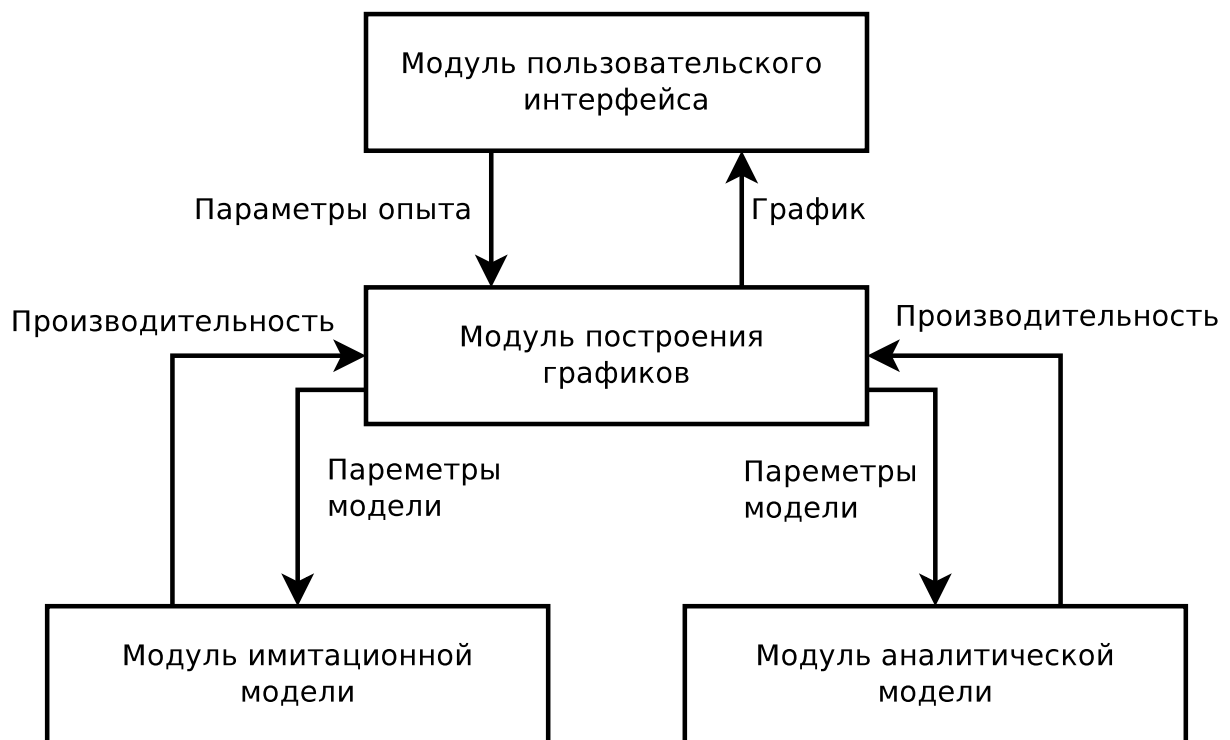 Модуль пользовательского
интерфейса
Параметры опыта
График
Производительность
Производительность
Модуль построения
графиков
Пареметры
модели
Пареметры
модели
Модуль имитационной
модели
Модуль аналитической
модели